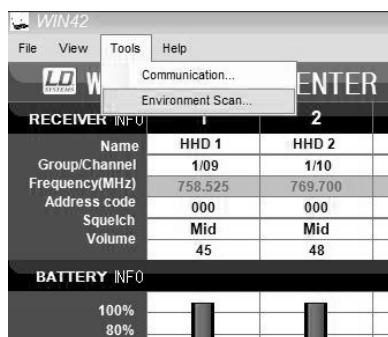 WIN42
File View Tools Help
Communication...
Environment Scan...
LD SYSTEMS W ENTER
RECEIVER INFO 1 2
Name HHD 1 HHD 2
Group/Channel 1/09 1/10
Frequency(MHz) 758.525 769.700
Address code 000 000
Squelch Mid Mid
Volume 45 48
BATTERY INFO
100%
80%